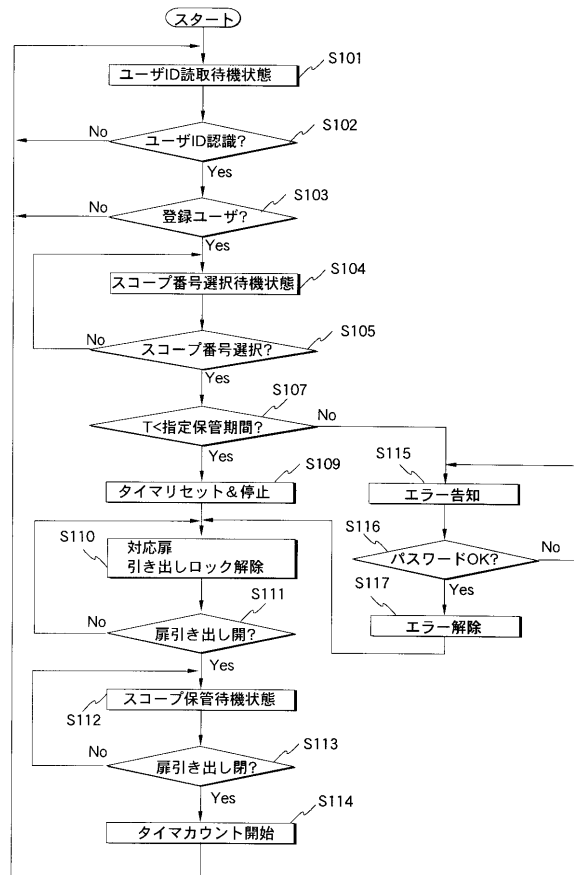 スタート
S101
ユーザID読取待機状態
S102
No
ユーザID認識?
Yes
S103
No
登録ユーザ?
Yes
S104
スコープ番号選択待機状態
S105
No
スコープ番号選択?
Yes
S107
No
T<指定保管期間?
Yes
S109
タイマリセット&停止
S115
エラー告知
S110
対応扉
引き出しロック解除
S116
パスワードOK?
No
Yes
S117
エラー解除
S111
No
扉引き出し開?
Yes
スコープ保管待機状態
S112
S113
No
扉引き出し閉?
Yes
S114
タイマカウント開始